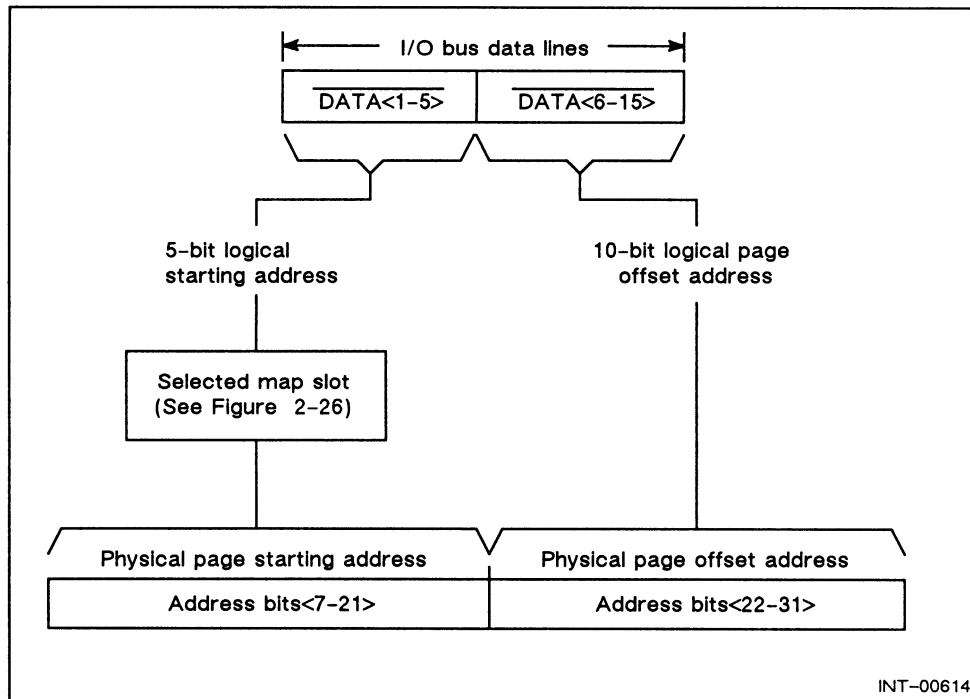 I/O bus data lines
DATA<1-5> DATA<6-15>
5-bit logical
starting address
10-bit logical page
offset address
Selected map slot
(See Figure 2-26)
Physical page starting address Physical page offset address
Address bits<7-21> Address bits<22-31>
INT-00614